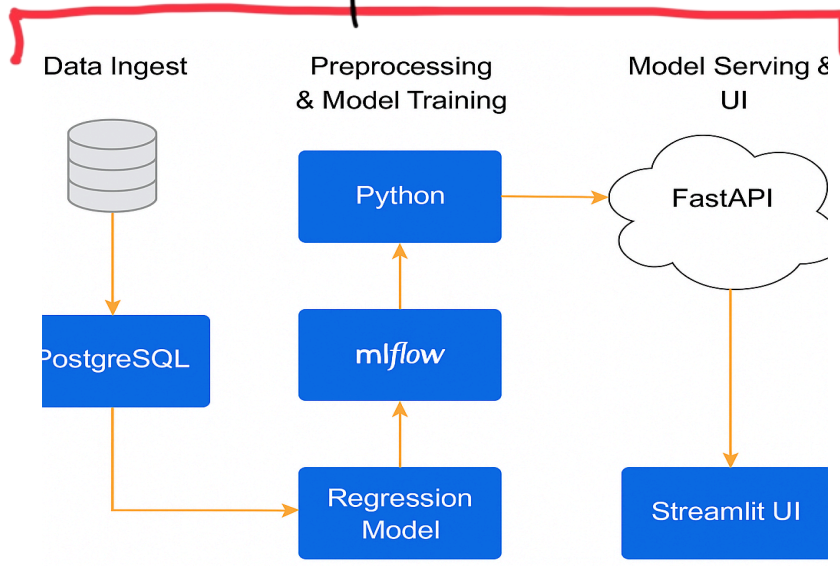 Data Ingest
Preprocessing
& Model Training
Model Serving &
UI
Python
FastAPI
PostgreSQL
mlflow
Regression
Model
Streamlit UI